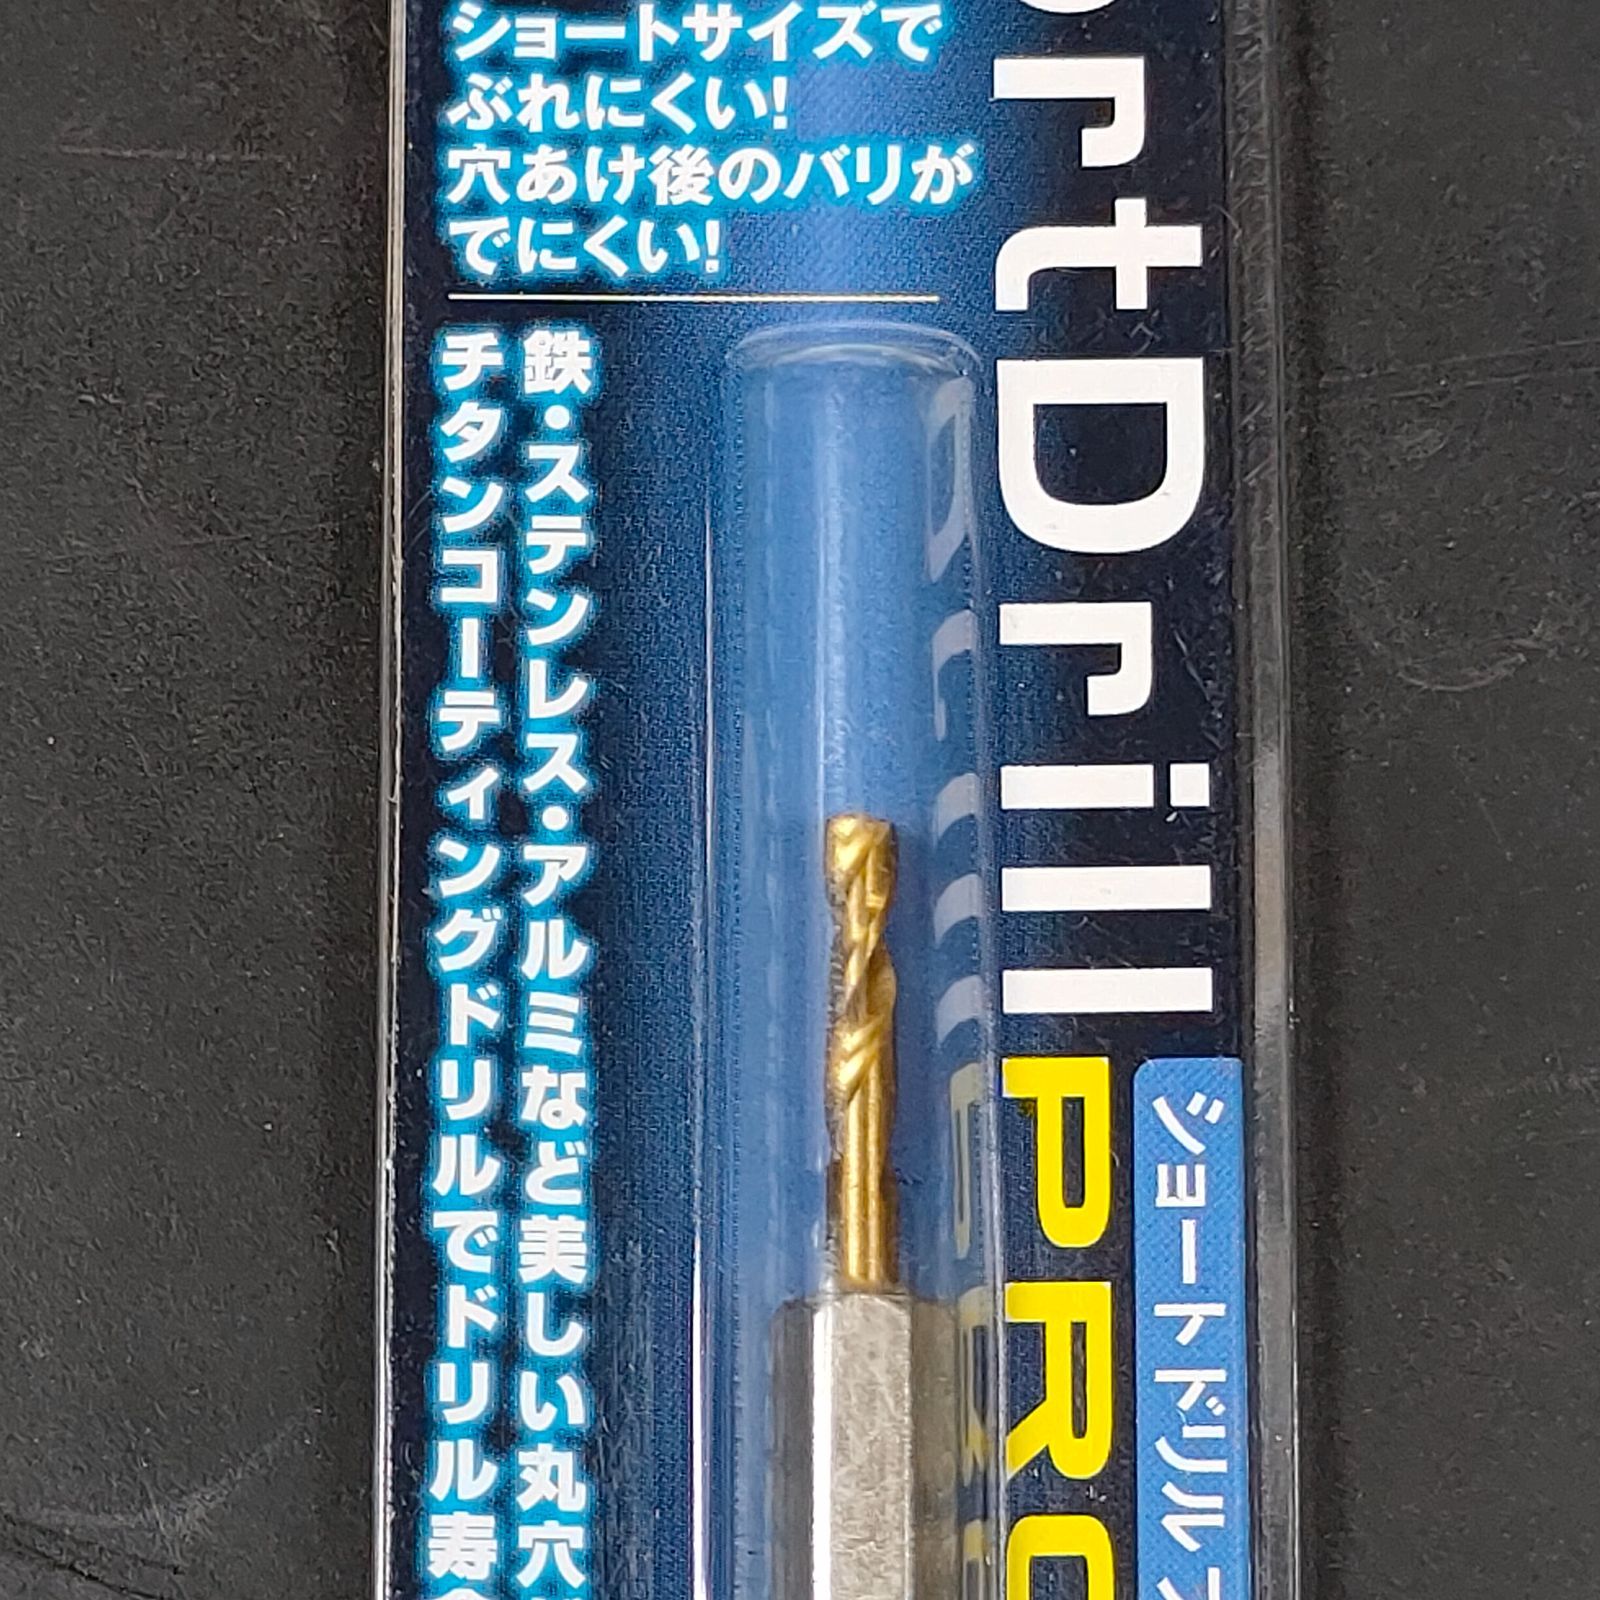 ショートサイズで
ぶれにくい!
穴あけ後のバリが
でにくい!
鉄・ステンレス・アルミなど美しい丸穴
チタンコーティングドリルでドリル寿
ortDrill
PRO
ショートドリル